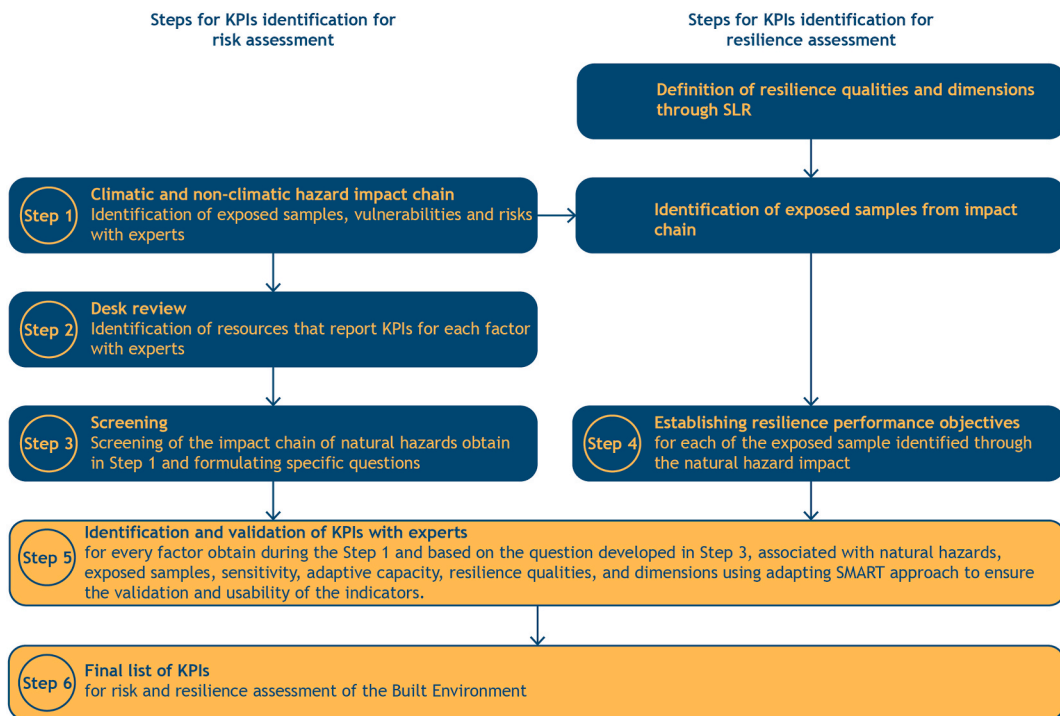 Steps for KPIs identification for
risk assessment
Steps for KPIs identification for
resilience assessment
Definition of resilience qualities and dimensions
through SLR
Step 1
Climatic and non-climatic hazard impact chain
Identification of exposed samples, vulnerabilities and risks
with experts
Identification of exposed samples from impact
chain
Step 2
Desk review
Identification of resources that report KPIs for each factor
with experts
Step 3
Screening
Screening of the impact chain of natural hazards obtain
in Step 1 and formulating specific questions
Step 4
Establishing resilience performance objectives
for each of the exposed sample identified through
the natural hazard impact
Step 5
Identification and validation of KPIs with experts
for every factor obtain during the Step 1 and based on the question developed in Step 3, associated with natural hazards,
exposed samples, sensitivity, adaptive capacity, resilience qualities, and dimensions using adapting SMART approach to ensure
the validation and usability of the indicators.
Step 6
Final list of KPIs
for risk and resilience assessment of the Built Environment